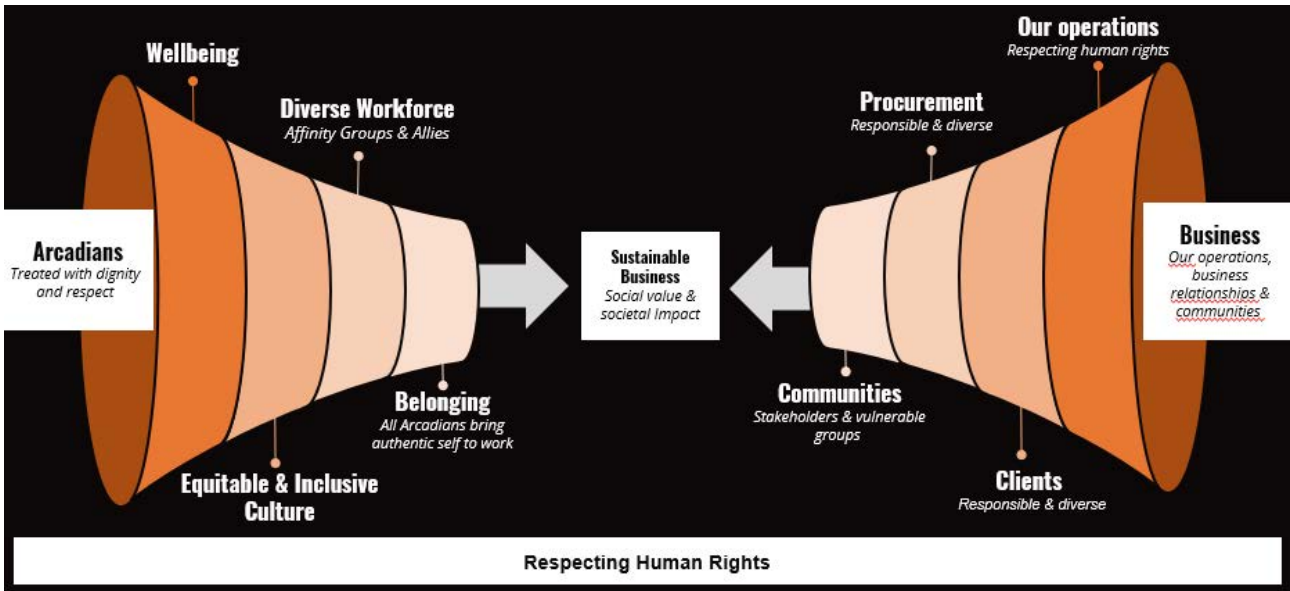 Wellbeing
Diverse Workforce
Affinity Groups & Allies
Arcadians
Treated with dignity
and respect
Equitable & Inclusive
Culture
Belonging
All Arcadians bring
authentic self to work
Sustainable
Business
Social value &
societal Impact
Our operations
Respecting human rights
Procurement
Responsible & diverse
Business
Our operations,
business
relationships &
communities
Communities
Stakeholders & vulnerable
groups
Clients
Responsible & diverse
Respecting Human Rights